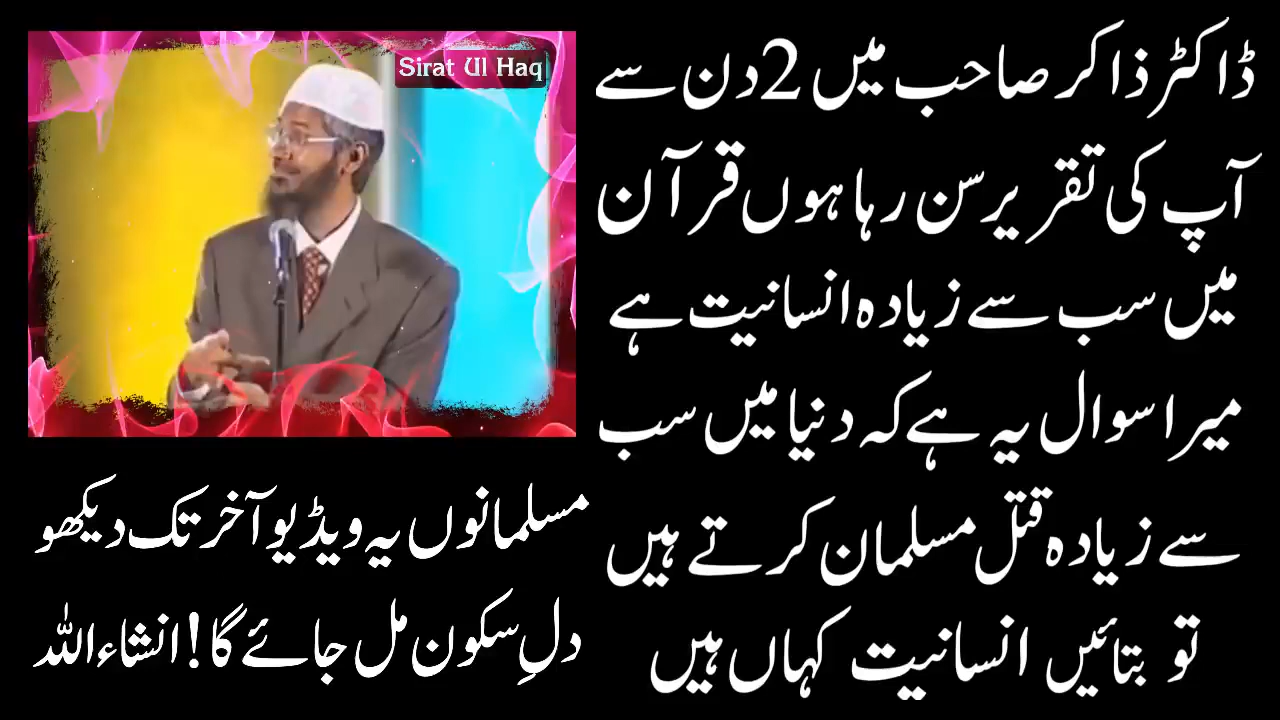 Sirat Ul Haq
ڈاکٹر ذاکر صاحب میں 2 دن سے
آپ کی تقریر سن رہا ہوں قرآن
میں سب سے زیادہ انسانیت ہے
میرا سوال یہ ہے کہ دنیا میں سب
سے زیادہ قتل مسلمان کرتے ہیں
تو بتائیں انسانیت کہاں ہیں
مسلمانوں یہ ویڈیو آخر تک دیکھو
دلِ سکون مل جائے گا! انشاءاللہ